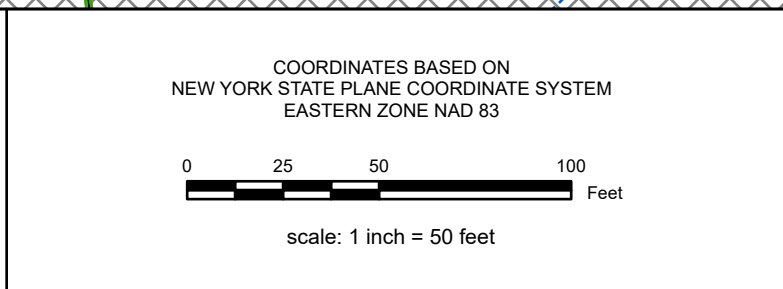 COORDINATES BASED ON
NEW YORK STATE PLANE COORDINATE SYSTEM
EASTERN ZONE NAD 83
0 25 50 100
Feet
scale: 1 inch = 50 feet